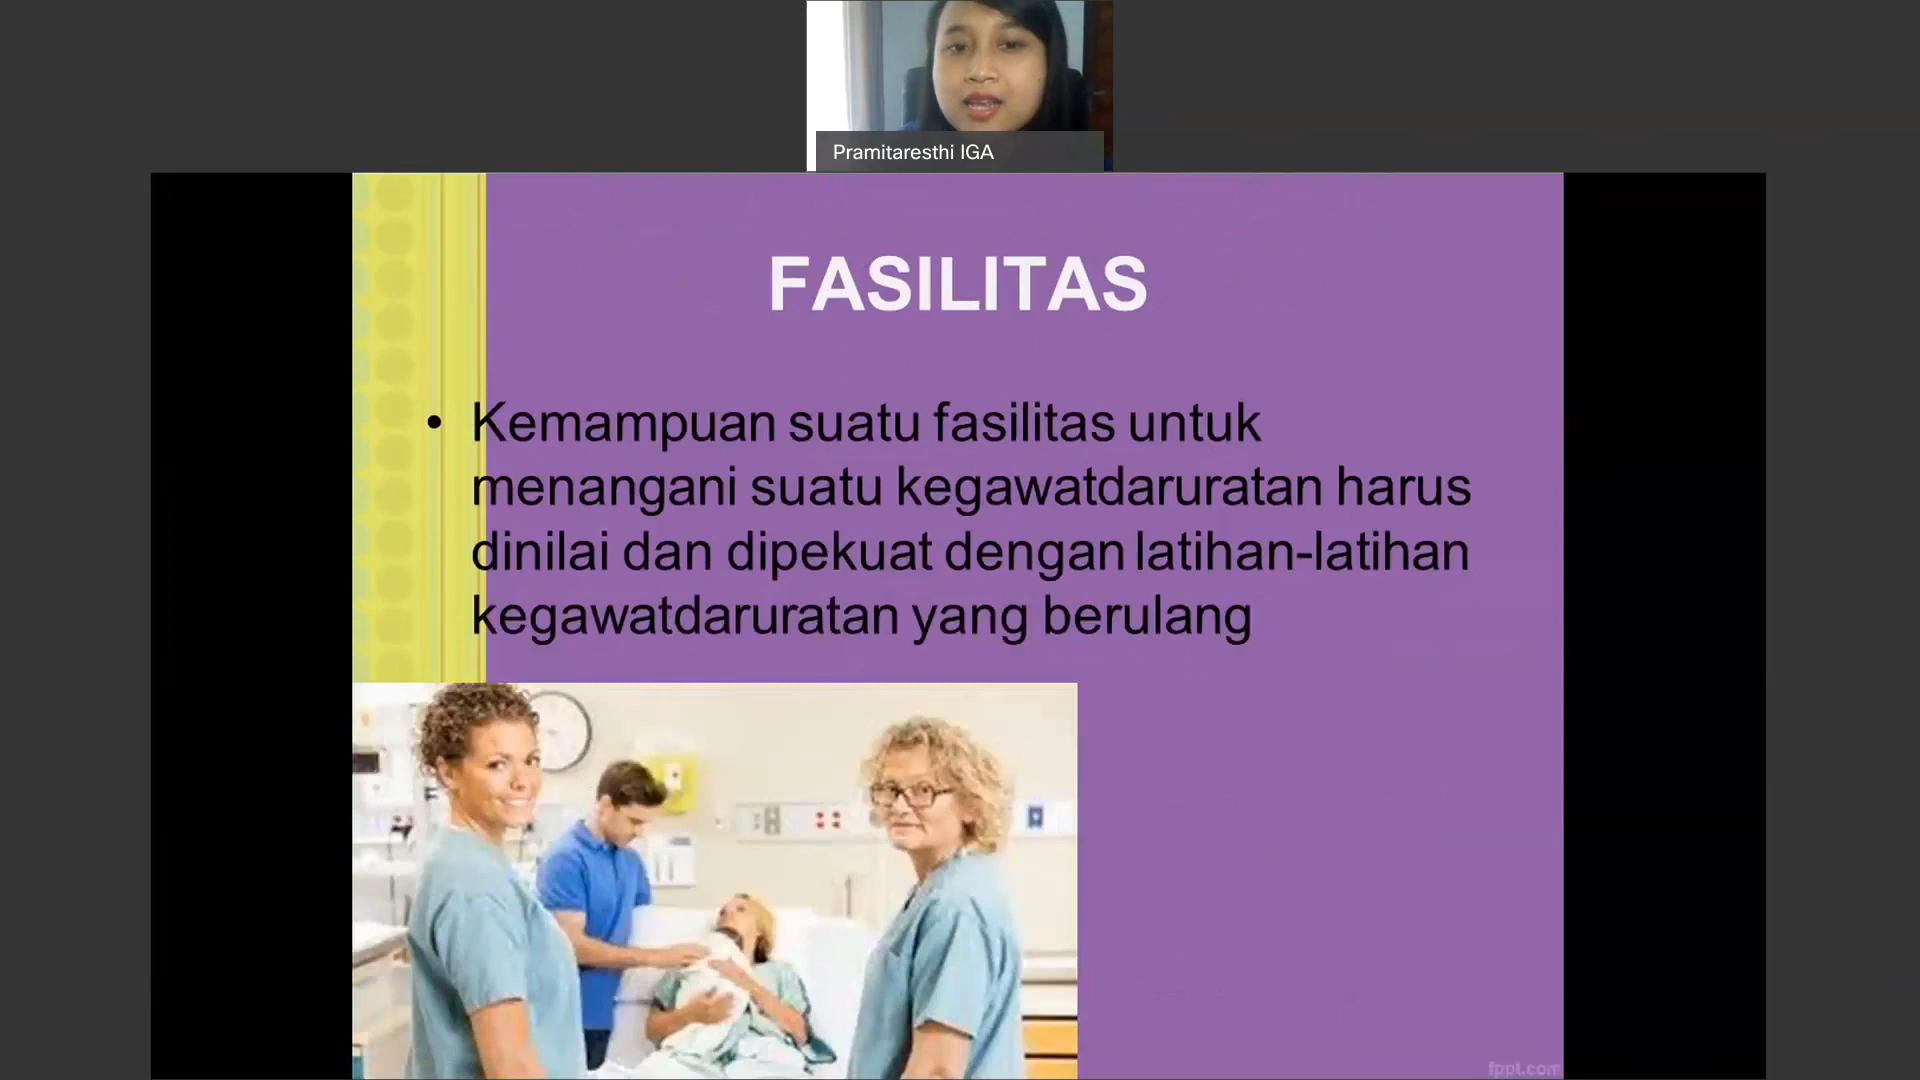 Pramitaresthi IGA
FASILITAS
• Kemampuan suatu fasilitas untuk
menangani suatu kegawatdaruratan harus
dinilai dan dipekuat dengan latihan-latihan
kegawatdaruratan yang berulang
fppt.com